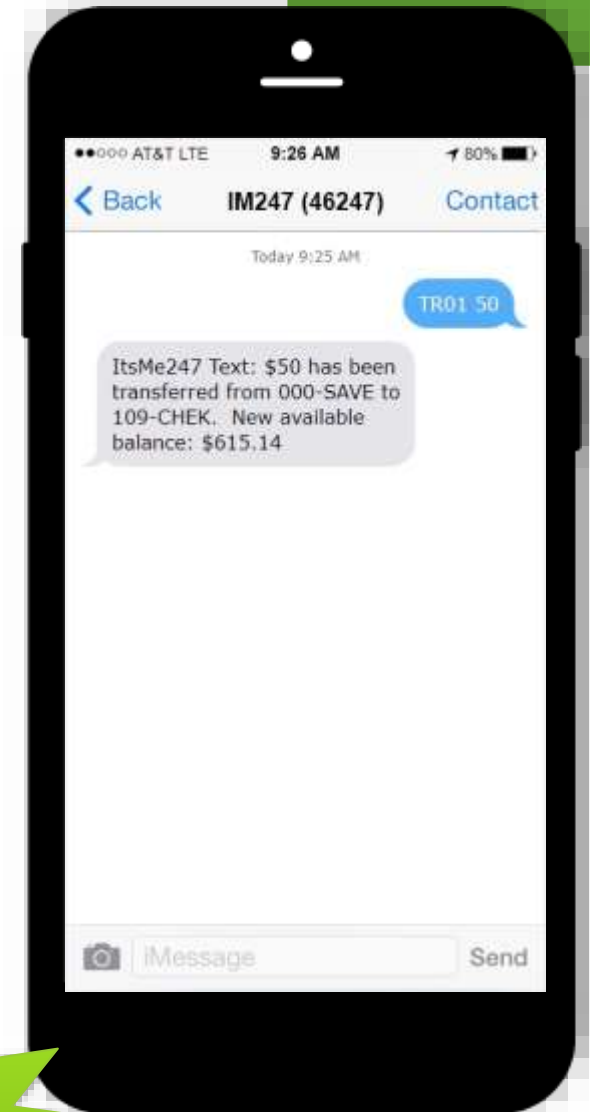 AT&T LTE 9:26 AM 80%
Back IM247 (46247) Contact
Today 9:25 AM
TR01 50
ItsMe247 Text: $50 has been
transferred from 000-SAVE to
109-CHEK. New available
balance: $615.14
iMessage Send